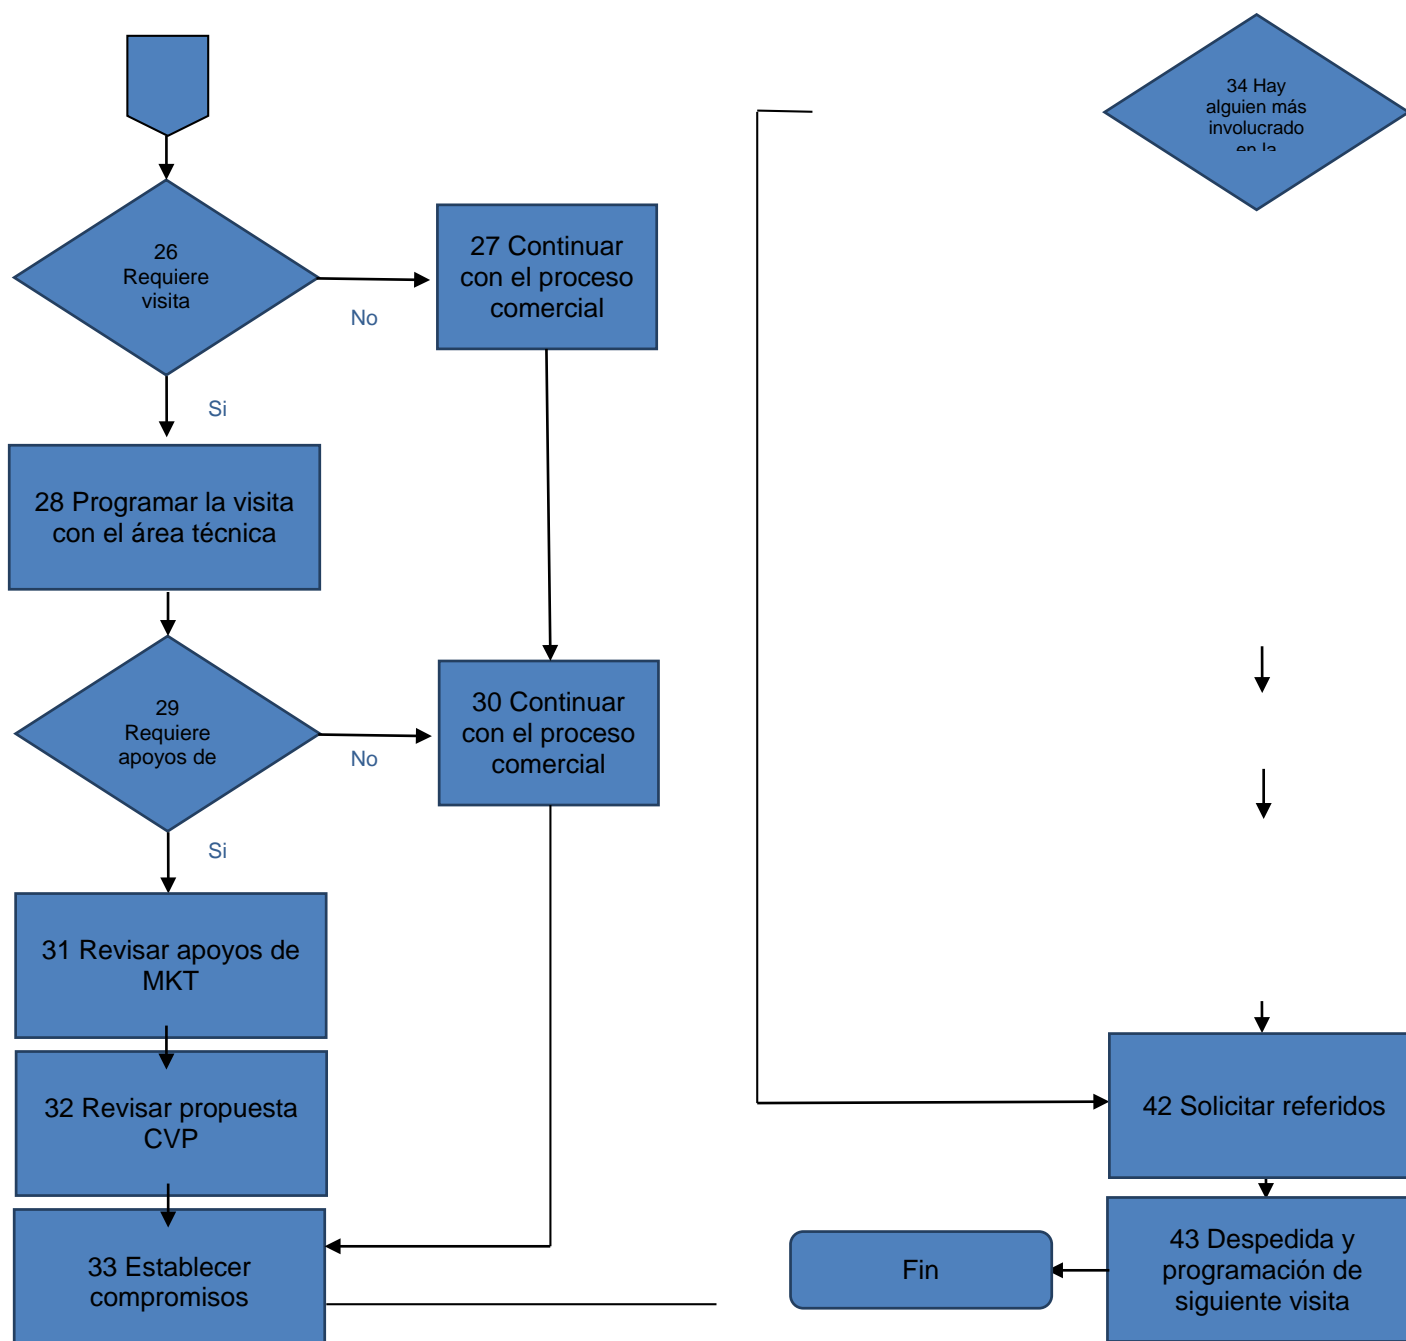 26
Requiere
visita
No
Si
27 Continuar
con el proceso
comercial
28 Programar la visita
con el área técnica
29
Requiere
apoyos de
No
Si
30 Continuar
con el proceso
comercial
31 Revisar apoyos de
MKT
32 Revisar propuesta
CVP
33 Establecer
compromisos
34 Hay
alguien más
involucrado
en la
42 Solicitar referidos
43 Despedida y
programación de
siguiente visita
Fin